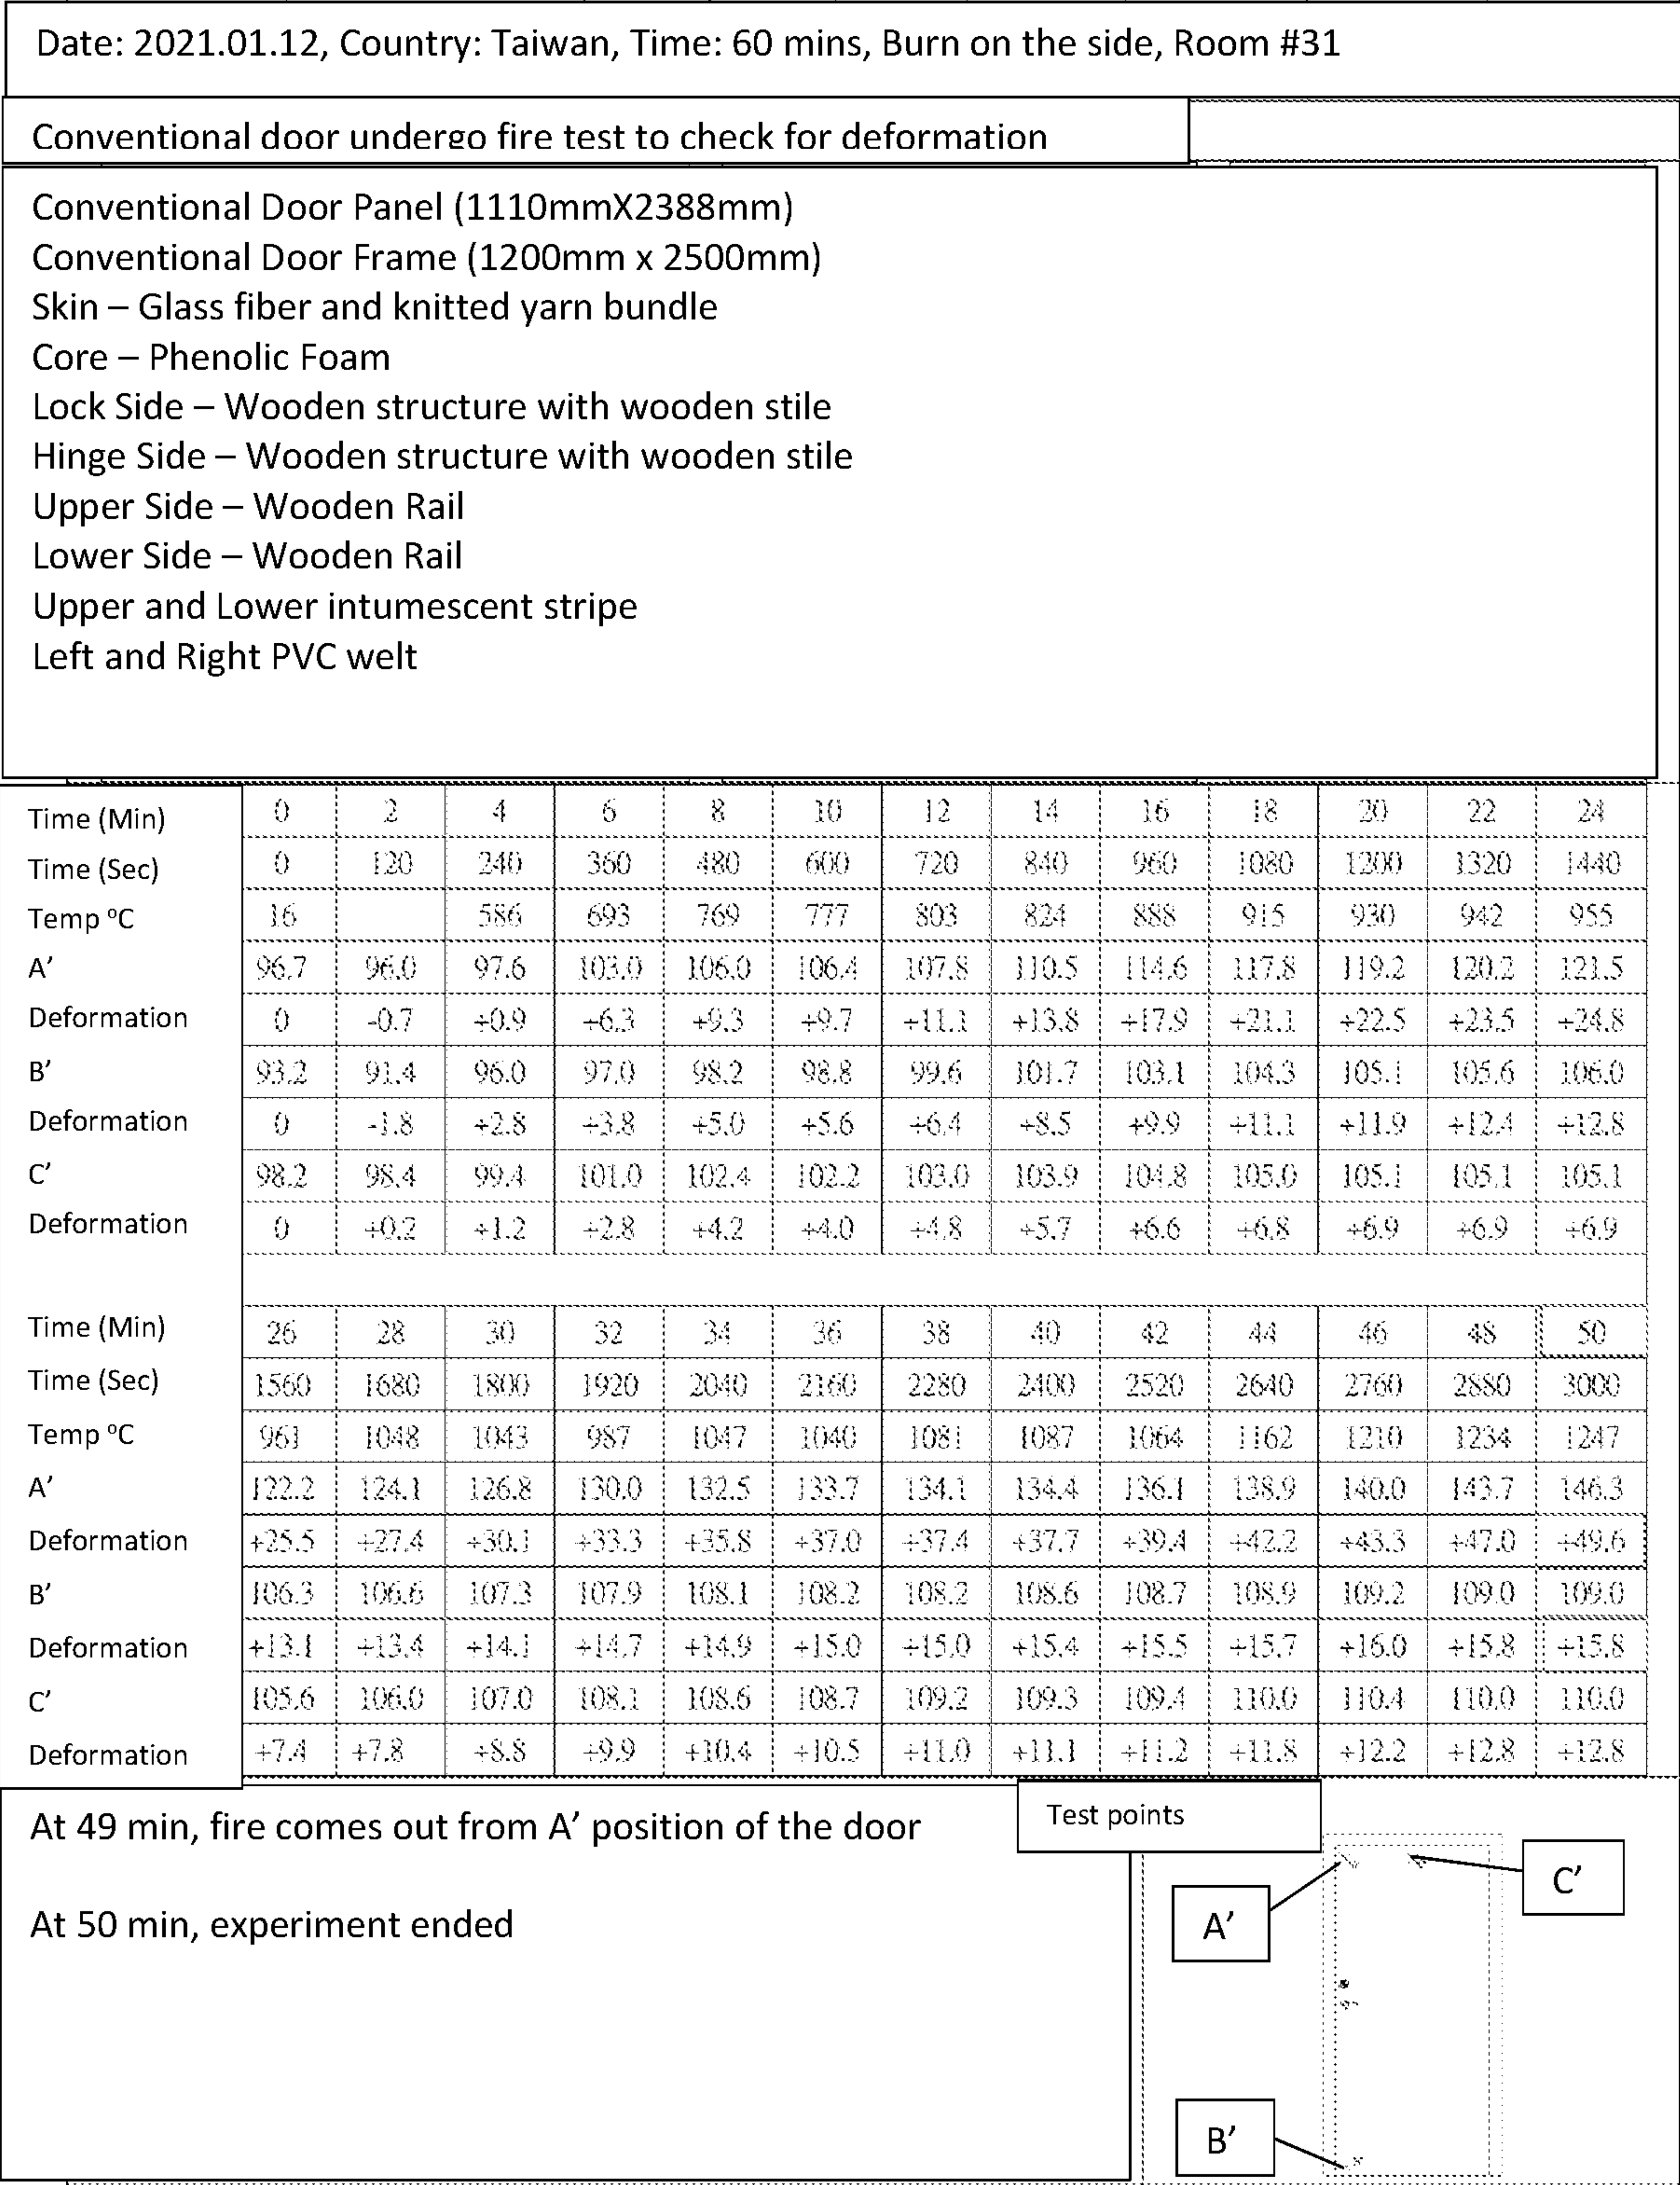 Date: 2021.01.12, Country: Taiwan, Time: 60 mins, Burn on the side, Room #31
Conventional door undergo fire test to check for deformation
Conventional Door Panel (1110mmX2388mm)
Conventional Door Frame (1200mm x 2500mm)
Skin – Glass fiber and knitted yarn bundle
Core – Phenolic Foam
Lock Side – Wooden structure with wooden stile
Hinge Side – Wooden structure with wooden stile
Upper Side – Wooden Rail
Lower Side – Wooden Rail
Upper and Lower intumescent stripe
Left and Right PVC welt
Time (Min) 0 2 4 6 8 10 12 14 16 18 20 22 24
Time (Sec) 0 120 240 360 480 600 720 840 960 1080 1200 1320 1440
Temp ºC 16 586 693 769 777 803 824 888 915 930 942 955
A’ 96.7 96.0 97.6 103.0 106.0 106.4 107.8 110.5 114.6 117.8 119.2 120.2 121.5
Deformation 0 -0.7 +0.9 +6.3 +9.3 +9.7 +11.1 +13.8 +17.9 +21.1 +22.5 +23.5 +24.8
B’ 93.2 91.4 96.0 97.0 98.2 98.8 99.6 101.7 103.1 104.3 105.1 105.6 106.0
Deformation 0 -1.8 +2.8 +3.8 +5.0 +5.6 +6.4 +8.5 +9.9 +11.1 +11.9 +12.4 +12.8
C’ 98.2 98.4 99.4 101.0 102.4 102.2 103.0 103.9 104.8 105.0 105.1 105.1 105.1
Deformation 0 +0.2 +1.2 +2.8 +4.2 +4.0 +4.8 +5.7 +6.6 +6.8 +6.9 +6.9 +6.9
Time (Min) 26 28 30 32 34 36 38 40 42 44 46 48 50
Time (Sec) 1560 1680 1800 1920 2040 2160 2280 2400 2520 2640 2760 2880 3000
Temp ºC 961 1048 1043 987 1047 1040 1081 1087 1064 1162 1210 1234 1247
A’ 122.2 124.1 126.8 130.0 132.5 133.7 134.1 134.4 136.1 138.9 140.0 143.7 146.3
Deformation +25.5 +27.4 +30.1 +33.3 +35.8 +37.0 +37.4 +37.7 +39.4 +42.2 +43.3 +47.0 +49.6
B’ 106.3 106.6 107.3 107.9 108.1 108.2 108.2 108.6 108.7 108.9 109.2 109.0 109.0
Deformation +13.1 +13.4 +14.1 +14.7 +14.9 +15.0 +15.0 +15.4 +15.5 +15.7 +16.0 +15.8 +15.8
C’ 105.6 106.0 107.0 108.1 108.6 108.7 109.2 109.3 109.4 110.0 110.4 110.0 110.0
Deformation +7.4 +7.8 +8.8 +9.9 +10.4 +10.5 +11.0 +11.1 +11.2 +11.8 +12.2 +12.8 +12.8
At 49 min, fire comes out from A’ position of the door
At 50 min, experiment ended
Test points
C’
A’
B’